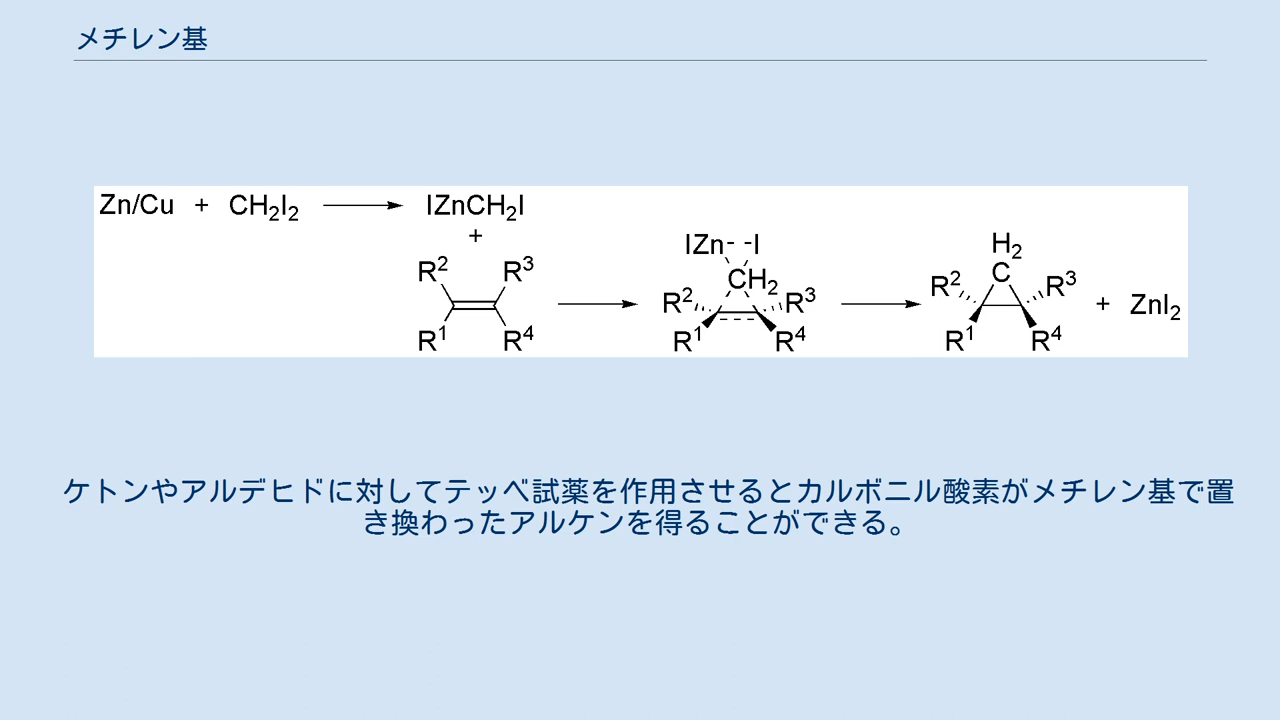 メチレン基
Zn/Cu + CH2I2 IZnCH2I
+
IZn I
H2
R2 R3 CH2 C
R2 R3 R2 R3
+ ZnI2
R1 R4 R1 R4 R1 R4
ケトンやアルデヒドに対してテッベ試薬を作用させるとカルボニル酸素がメチレン基で置
き換わったアルケンを得ることができる。